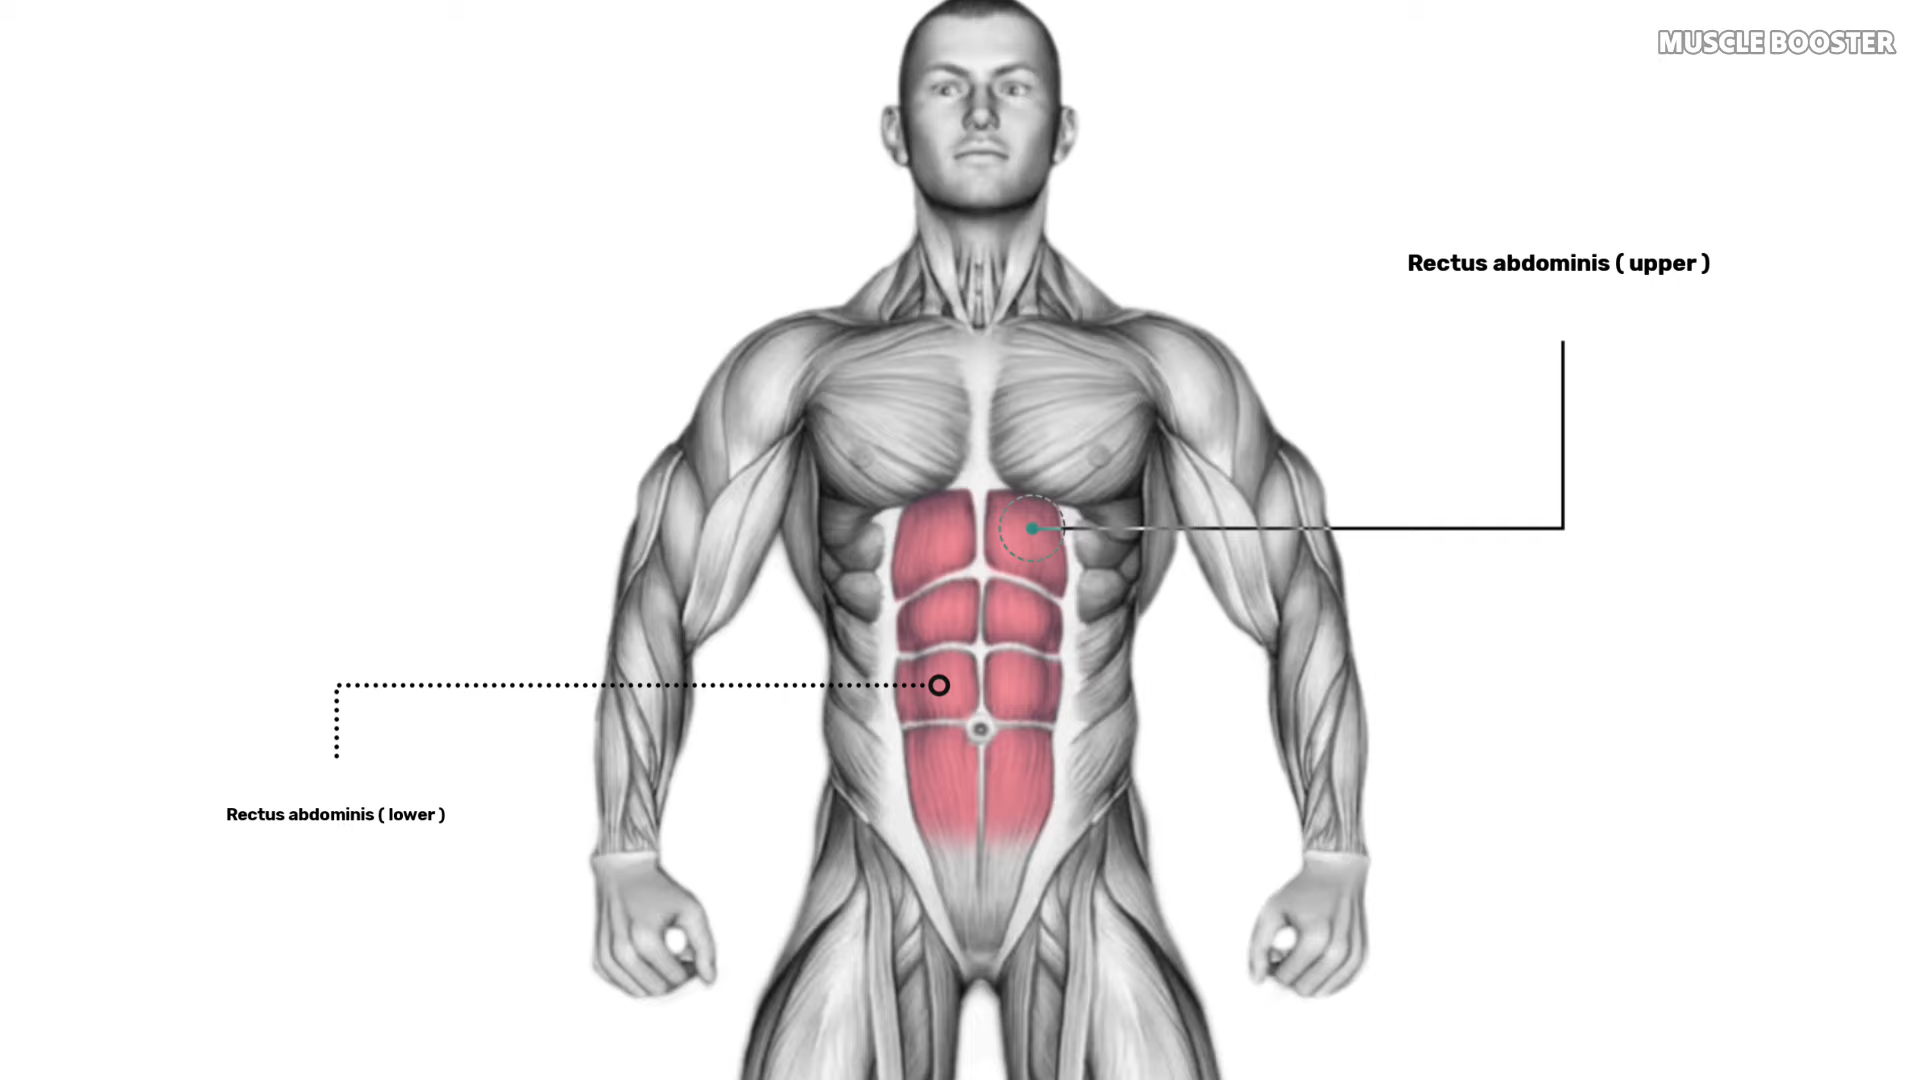 MUSCLE BOOSTER
Rectus abdominis ( upper )
Rectus abdominis ( lower )